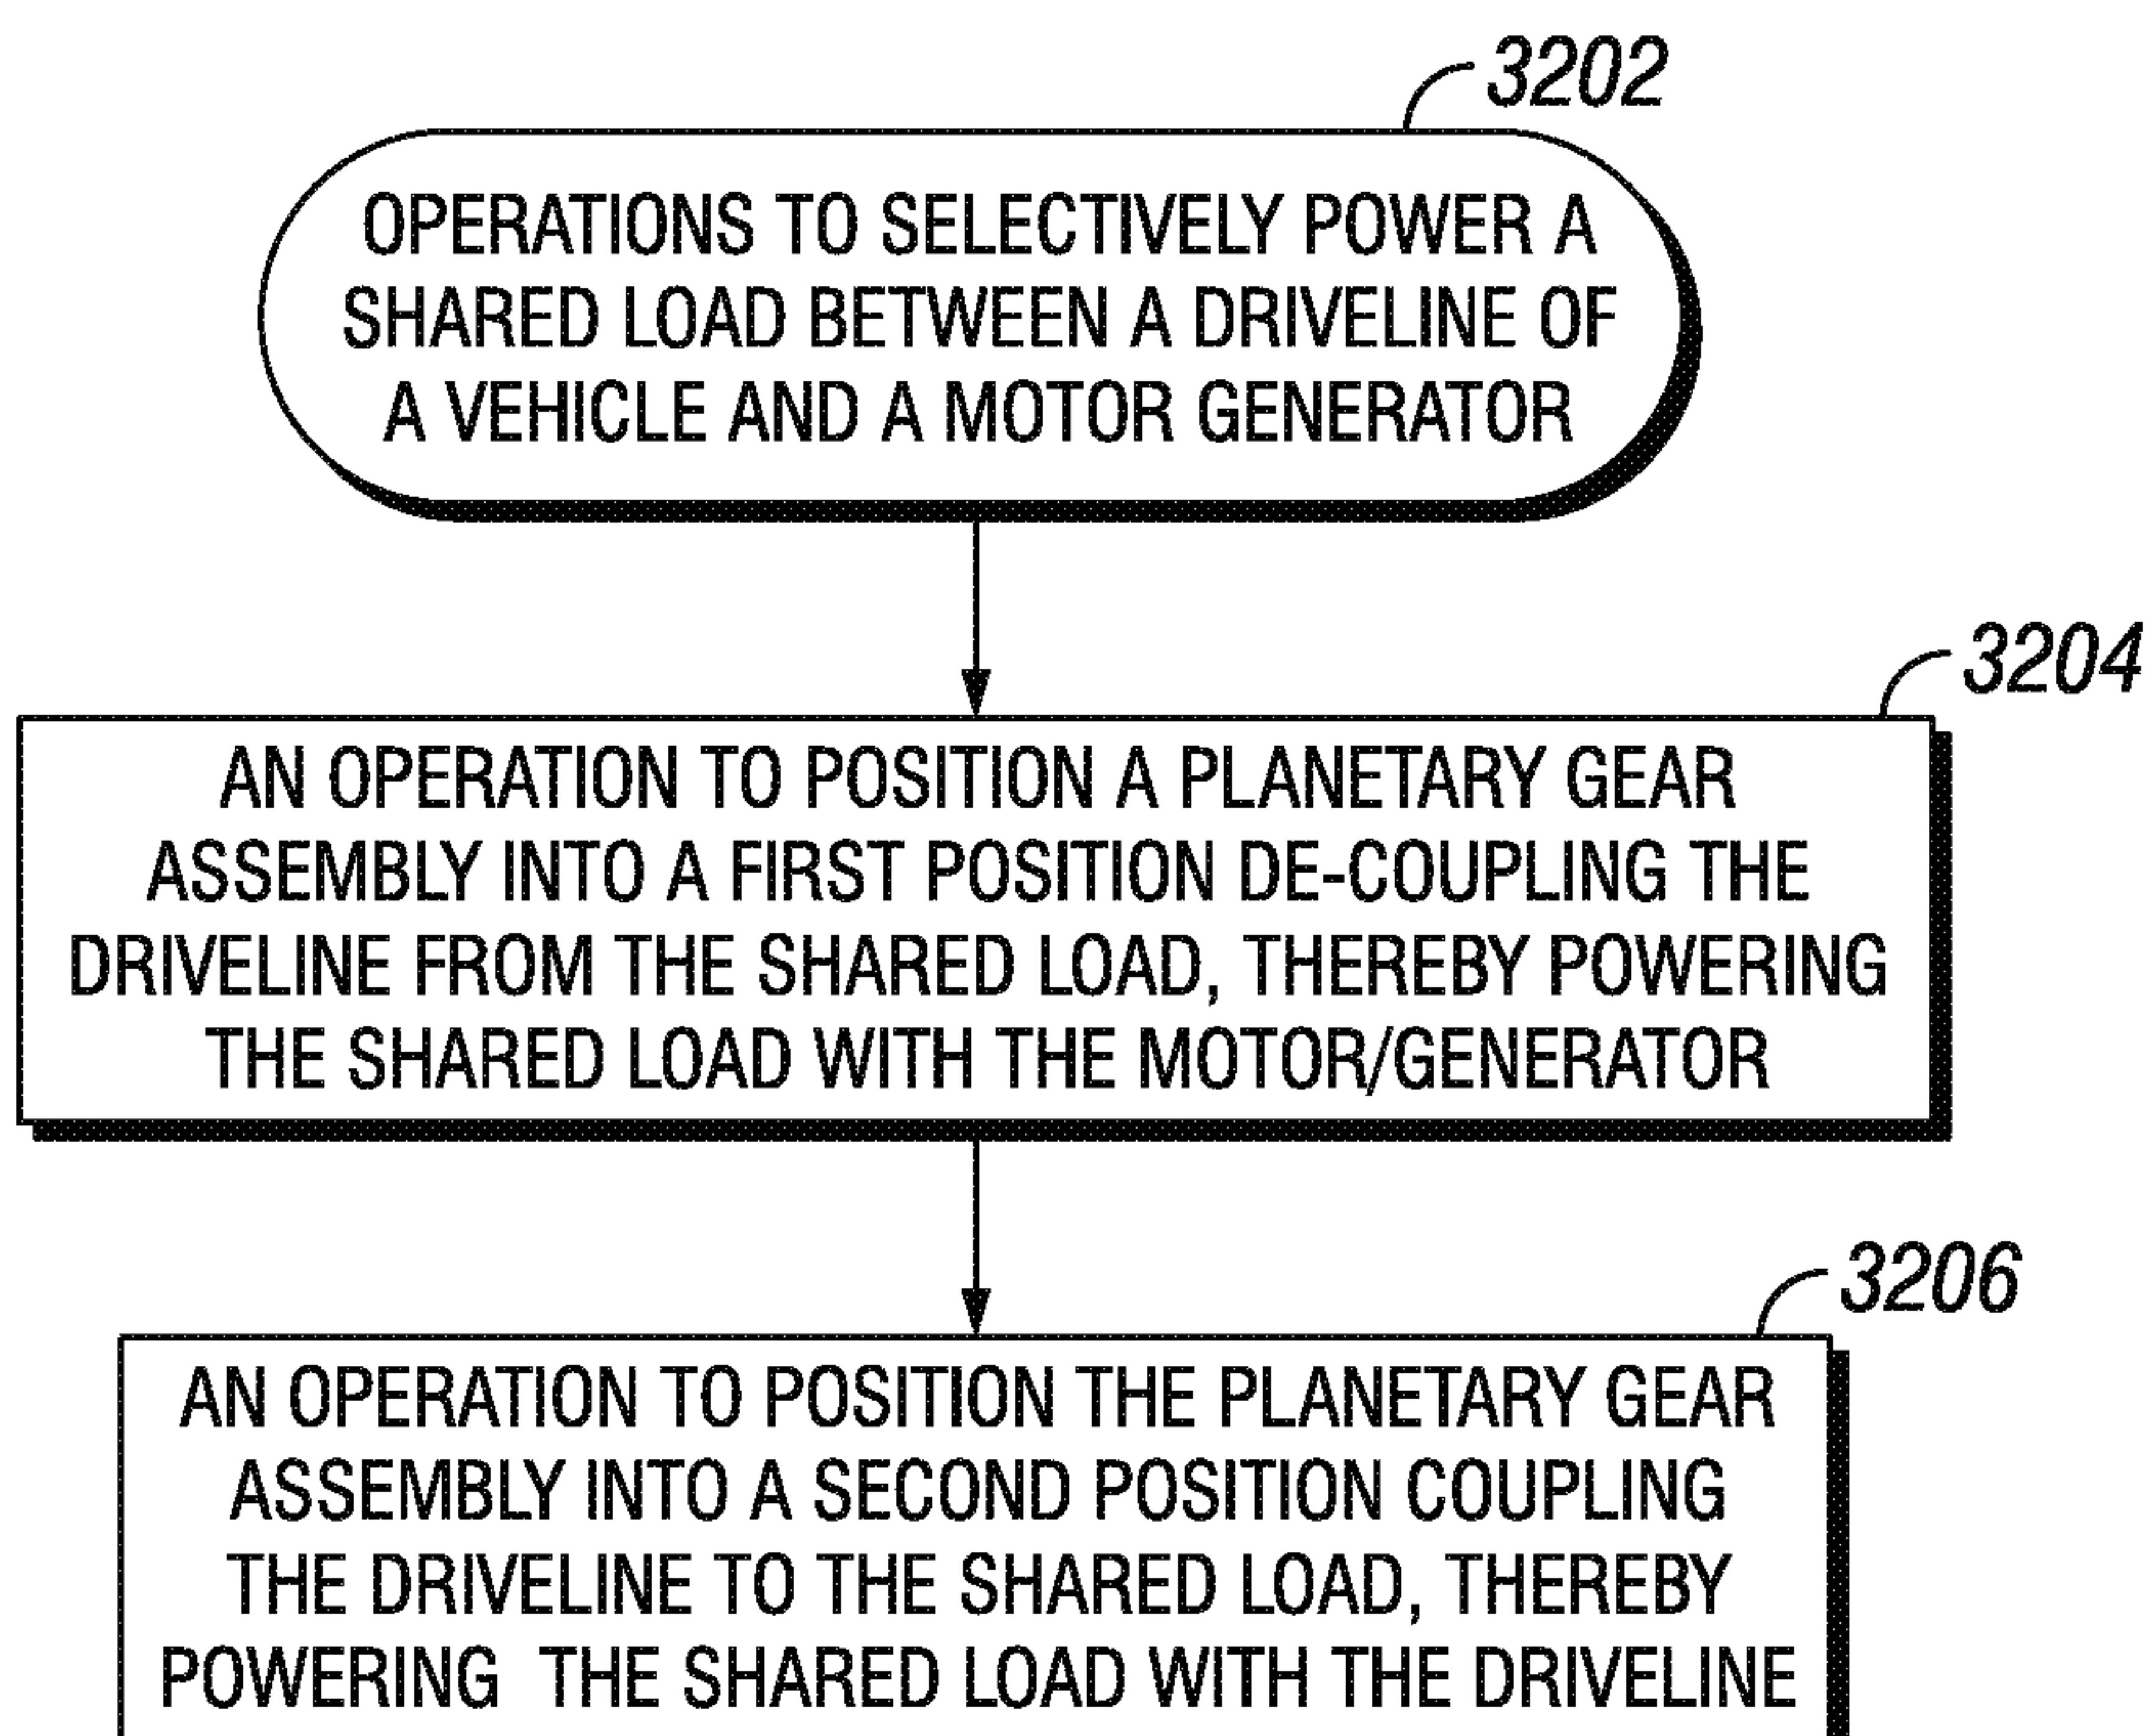 3202
OPERATIONS TO SELECTIVELY POWER A
SHARED LOAD BETWEEN A DRIVELINE OF
A VEHICLE AND A MOTOR GENERATOR
3204
AN OPERATION TO POSITION A PLANETARY GEAR
ASSEMBLY INTO A FIRST POSITION DE-COUPLING THE
DRIVELINE FROM THE SHARED LOAD, THEREBY POWERING
THE SHARED LOAD WITH THE MOTOR/GENERATOR
3206
AN OPERATION TO POSITION THE PLANETARY GEAR
ASSEMBLY INTO A SECOND POSITION COUPLING
THE DRIVELINE TO THE SHARED LOAD, THEREBY
POWERING THE SHARED LOAD WITH THE DRIVELINE